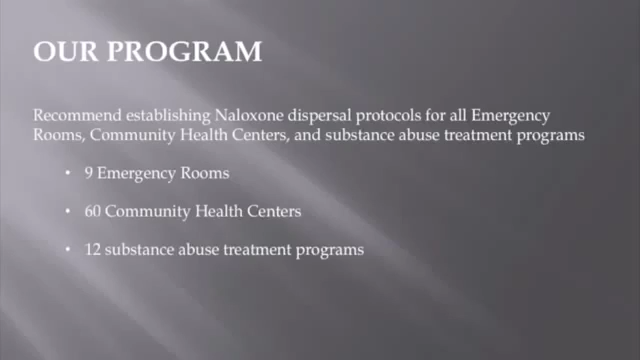 OUR PROGRAM
Recommend establishing Naloxone dispersal protocols for all Emergency
Rooms, Community Health Centers, and substance abuse treatment programs
• 9 Emergency Rooms
• 60 Community Health Centers
• 12 substance abuse treatment programs